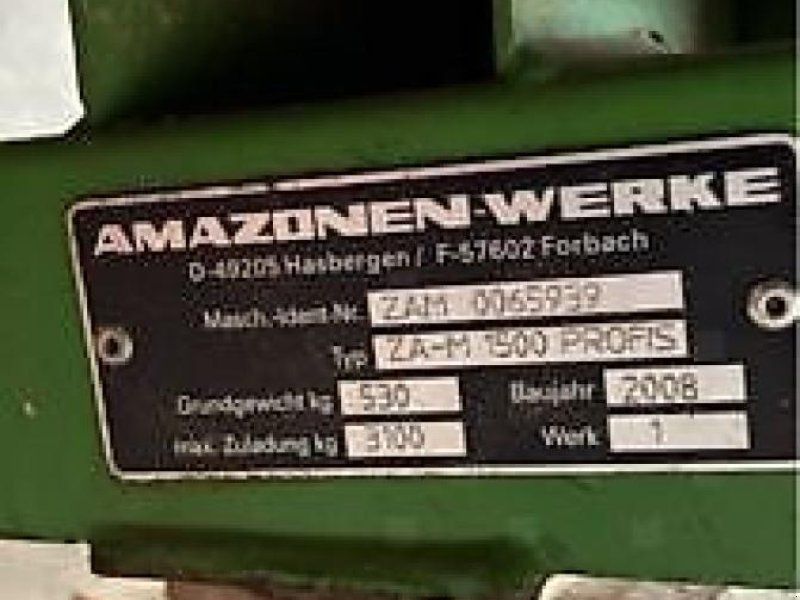 AMAZONEN-WERKE
D-49205 Hasbergen / F-57602 Forbach
Masch.-Ident-Nr. ZAM 0065939
Typ ZA-M 1500 PROFIS
Grundgewicht kg 530 Baujahr 2008
max. Zuladung kg 3100 Werk 1